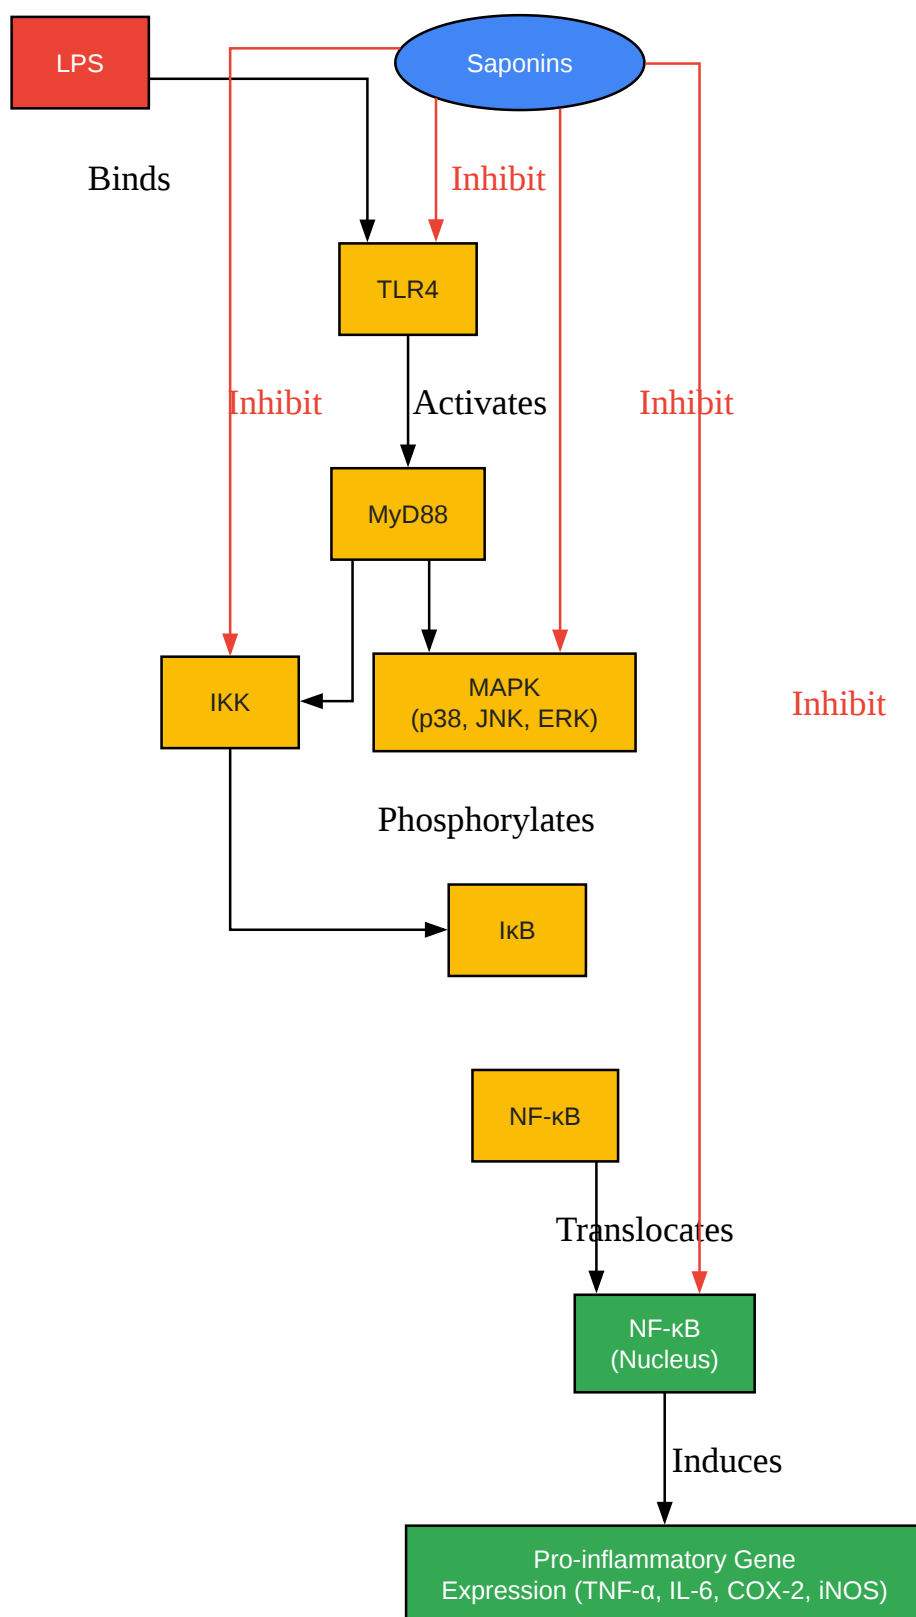 LPS
Saponins
Binds
Inhibit
TLR4
Inhibit
Activates
Inhibit
MyD88
IKK
MAPK
(p38, JNK, ERK)
Inhibit
Phosphorylates
IκB
NF-κB
Translocates
NF-κB
(Nucleus)
Induces
Pro-inflammatory Gene
Expression (TNF-α, IL-6, COX-2, iNOS)